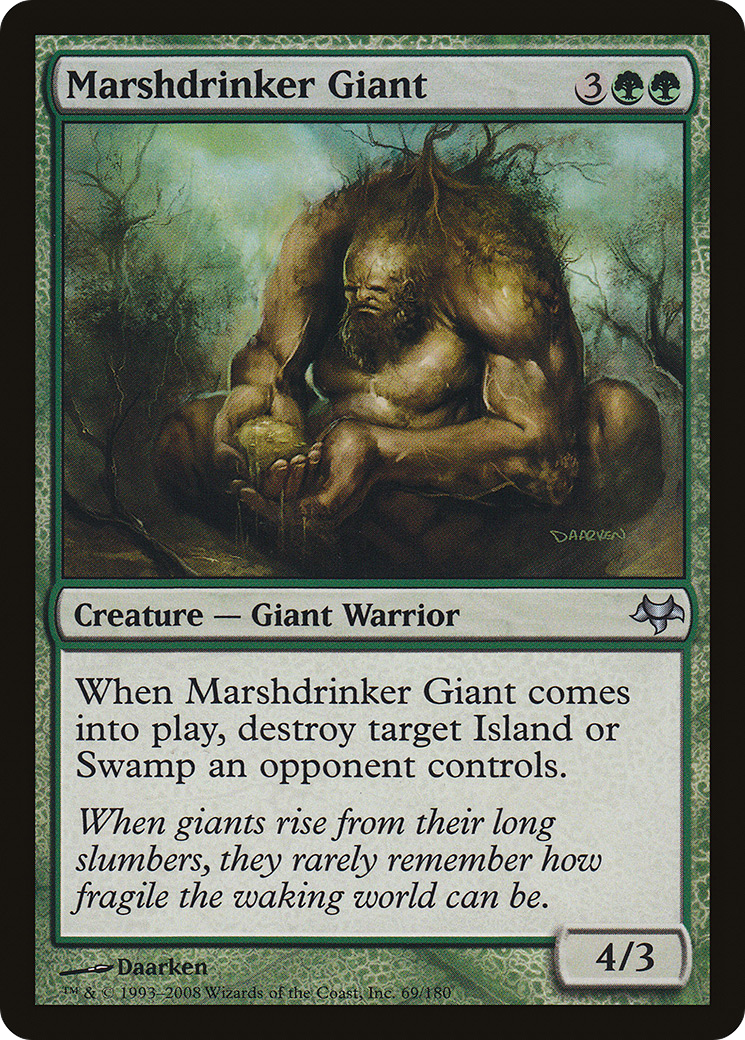 Marshdrinker Giant 3
DAARKEN
Creature — Giant Warrior
When Marshdrinker Giant comes
into play, destroy target Island or
Swamp an opponent controls.
When giants rise from their long
slumbers, they rarely remember how
fragile the waking world can be.
4/3
Daarken
™ & © 1993–2008 Wizards of the Coast, Inc. 69/180